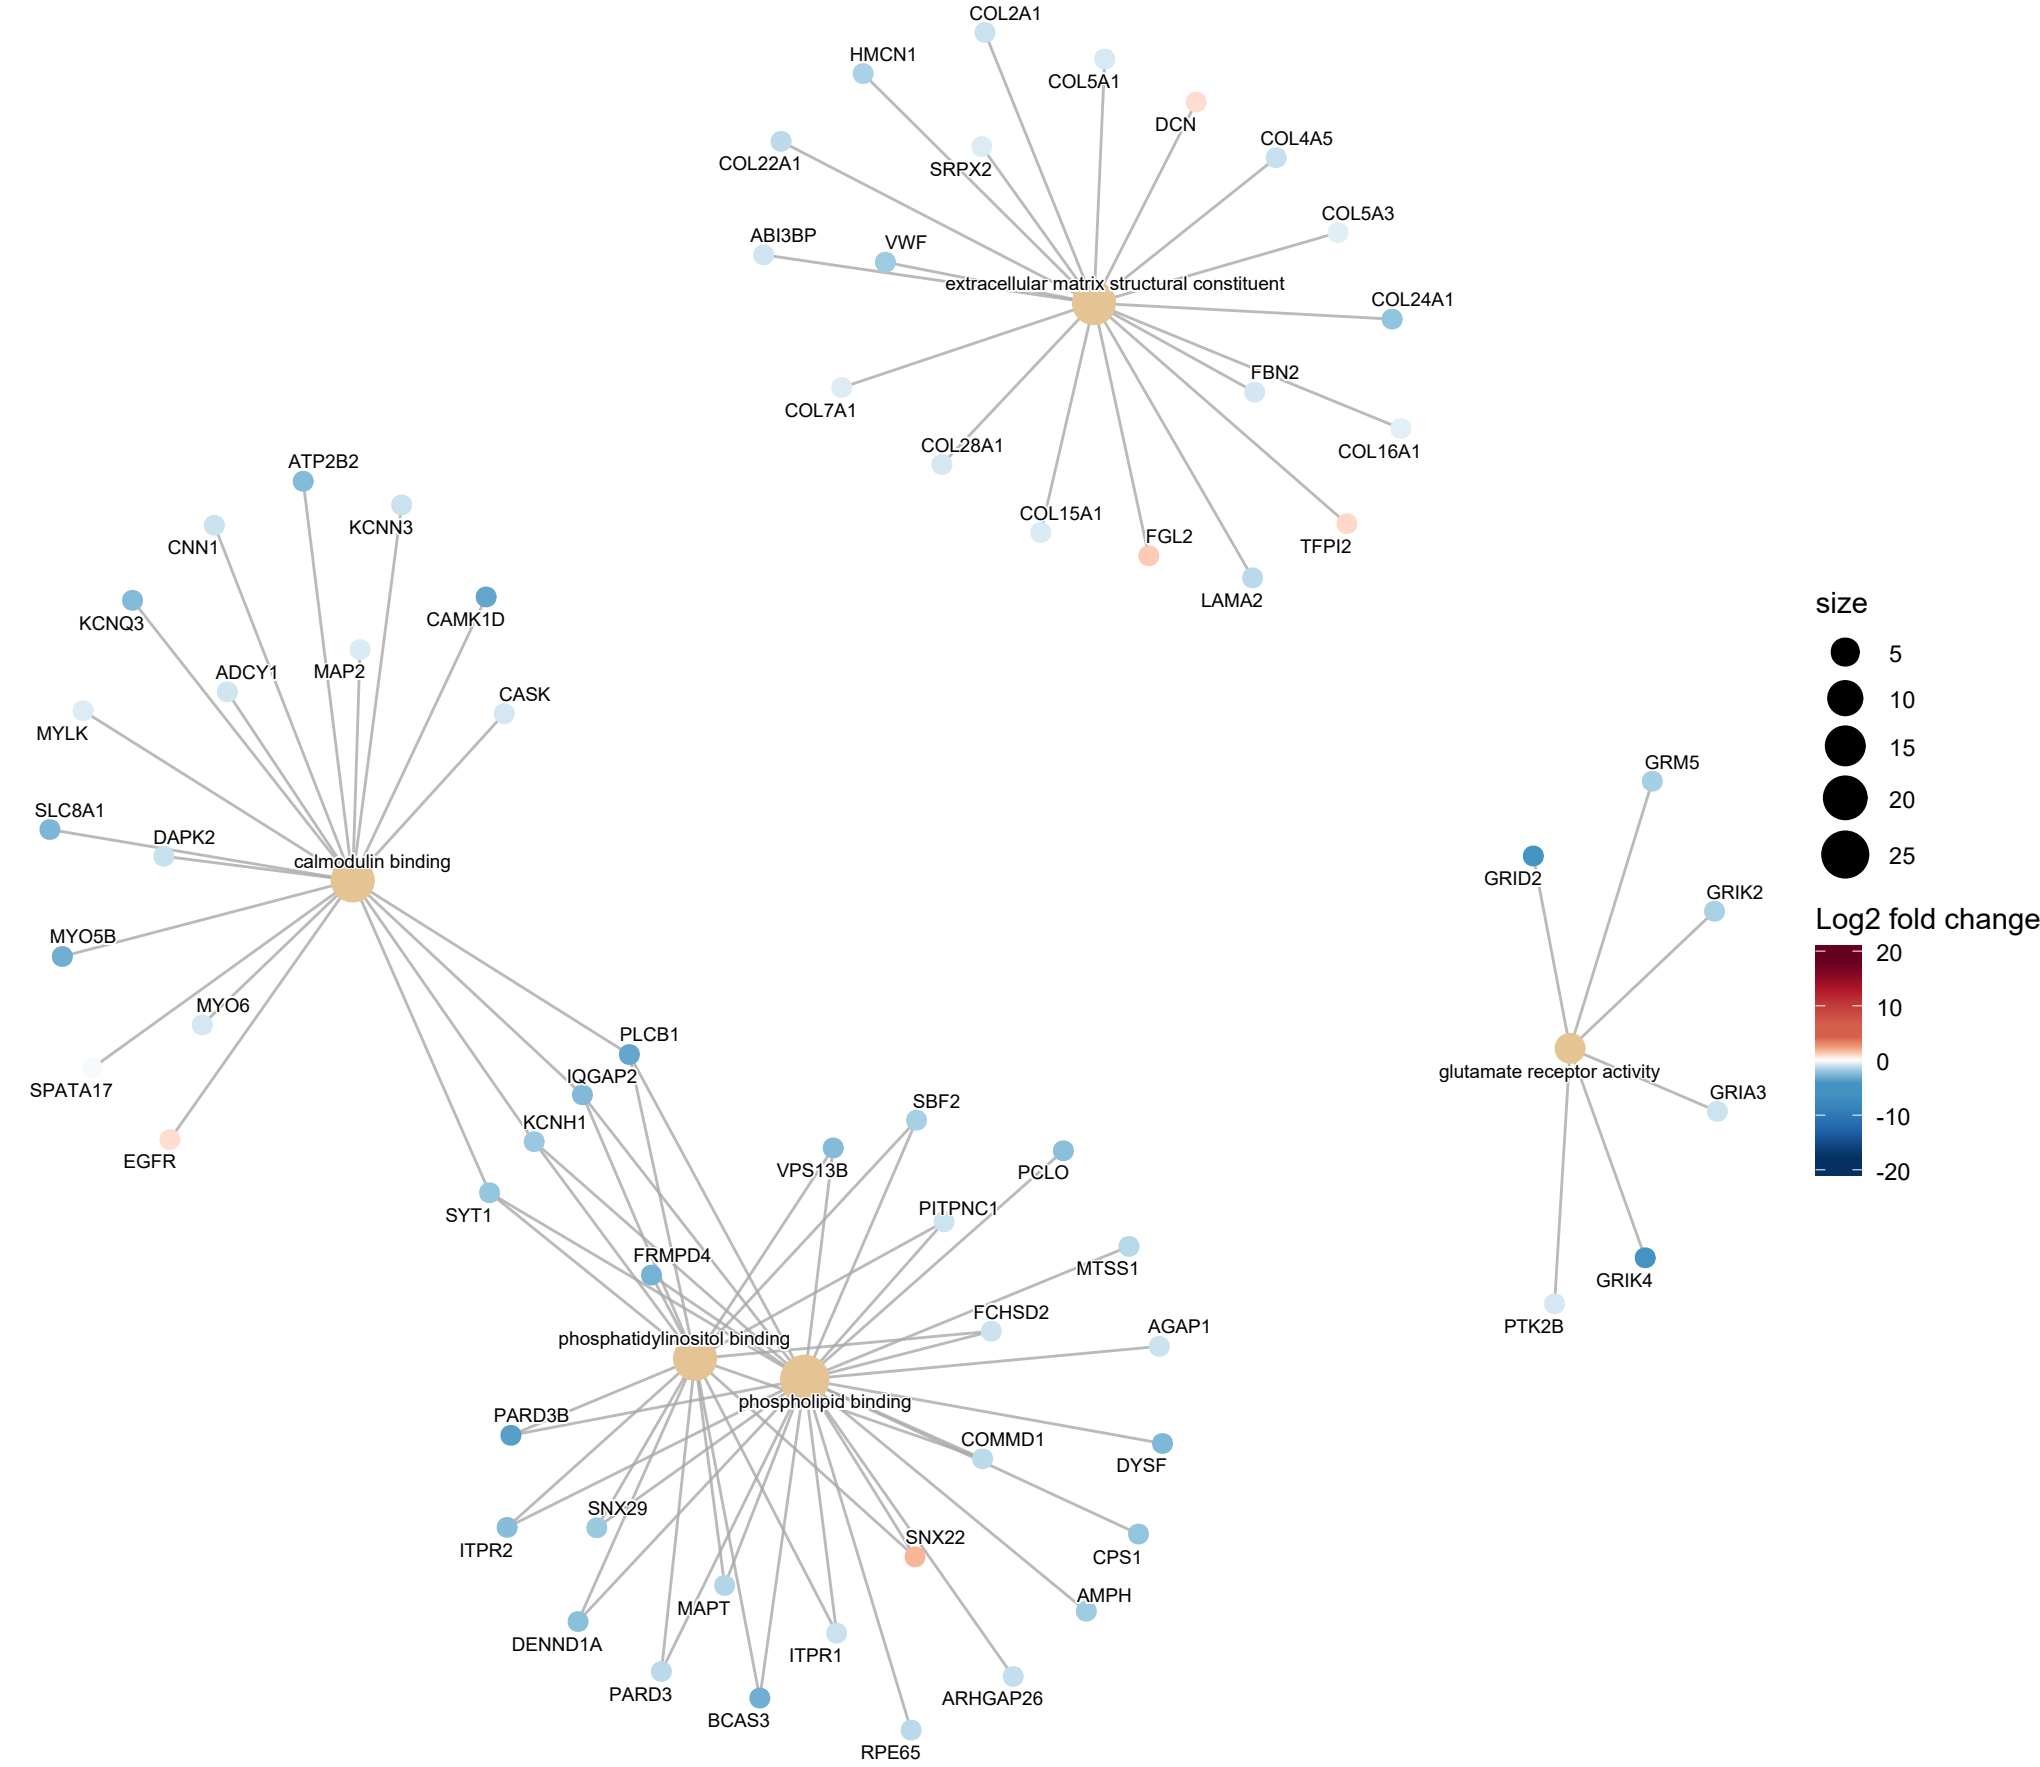 COL2A1
HMCN1
COL5A1
DCN
COL4A5
COL22A1
SRPX2
COL5A3
ABI3BP
VWF
extracellular matrix structural constituent
COL24A1
FBN2
COL7A1
COL28A1
COL16A1
COL15A1
FGL2
TFPI2
LAMA2
ATP2B2
KCNN3
CNN1
KCNQ3
CAMK1D
ADCY1
MAP2
CASK
MYLK
SLC8A1
DAPK2
calmodulin binding
MYO5B
MYO6
SPATA17
EGFR
PLCB1
IQGAP2
KCNH1
SYT1
SBF2
VPS13B
PCLO
PITPNC1
FRMPD4
MTSS1
FCHSD2
AGAP1
phosphatidylinositol binding
phospholipid binding
PARD3B
COMMD1
DYSF
SNX29
ITPR2
SNX22
CPS1
AMPH
MAPT
DENND1A
ITPR1
PARD3
ARHGAP26
BCAS3
RPE65
GRM5
GRID2
GRIK2
glutamate receptor activity
GRIA3
GRIK4
PTK2B
size
5
10
15
20
25
Log2 fold change
20
10
0
-10
-20